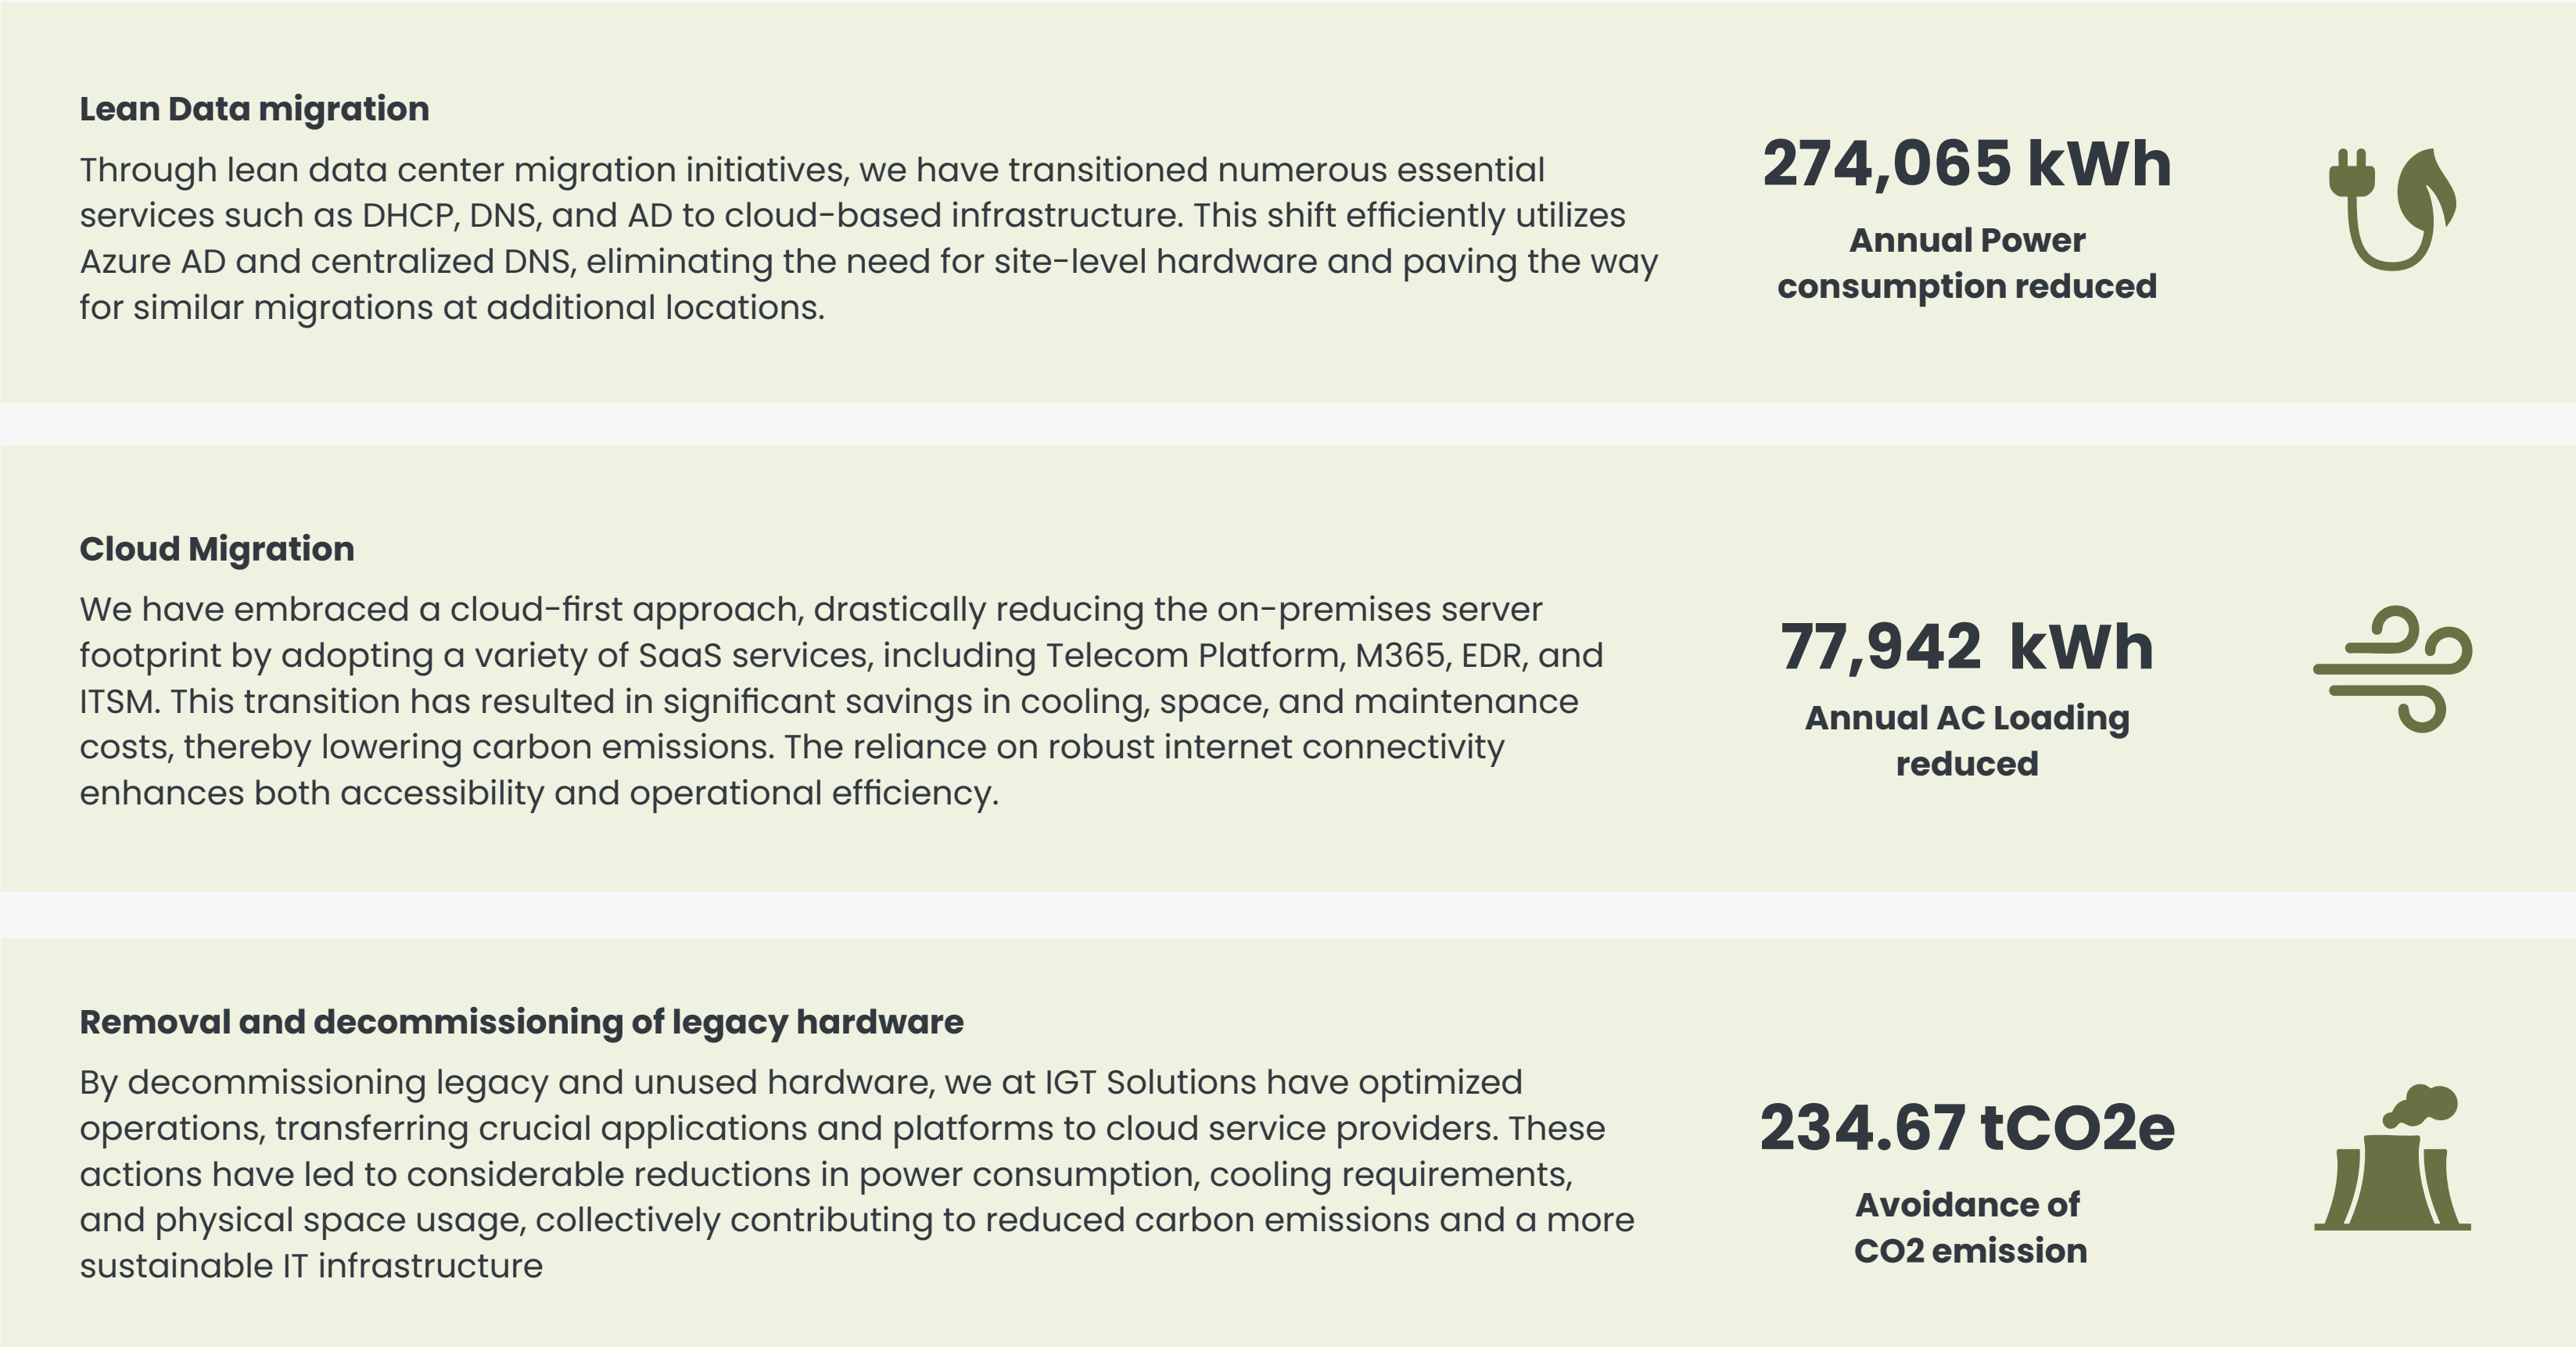 Lean Data migration
Through lean data center migration initiatives, we have transitioned numerous essential
services such as DHCP, DNS, and AD to cloud-based infrastructure. This shift efficiently utilizes
Azure AD and centralized DNS, eliminating the need for site-level hardware and paving the way
for similar migrations at additional locations.
274,065 kWh
Annual Power
consumption reduced
Cloud Migration
We have embraced a cloud-first approach, drastically reducing the on-premises server
footprint by adopting a variety of SaaS services, including Telecom Platform, M365, EDR, and
ITSM. This transition has resulted in significant savings in cooling, space, and maintenance
costs, thereby lowering carbon emissions. The reliance on robust internet connectivity
enhances both accessibility and operational efficiency.
77,942 kWh
Annual AC Loading
reduced
Removal and decommissioning of legacy hardware
By decommissioning legacy and unused hardware, we at IGT Solutions have optimized
operations, transferring crucial applications and platforms to cloud service providers. These
actions have led to considerable reductions in power consumption, cooling requirements,
and physical space usage, collectively contributing to reduced carbon emissions and a more
sustainable IT infrastructure
234.67 tCO2e
Avoidance of
CO2 emission